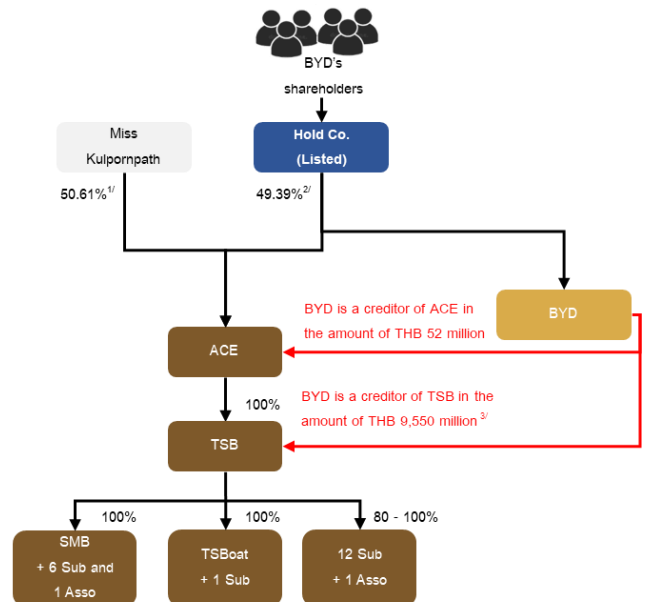 BYD's
shareholders
Miss
Kulpornpath
Hold Co.
(Listed)
50.61%1/
49.39%2/
BYD is a creditor of ACE in
the amount of THB 52 million
BYD
ACE
100%
BYD is a creditor of TSB in the
amount of THB 9,550 million 3/
TSB
100%
100%
80 - 100%
SMB
+ 6 Sub and
1 Asso
TSBoat
+ 1 Sub
12 Sub
+ 1 Asso